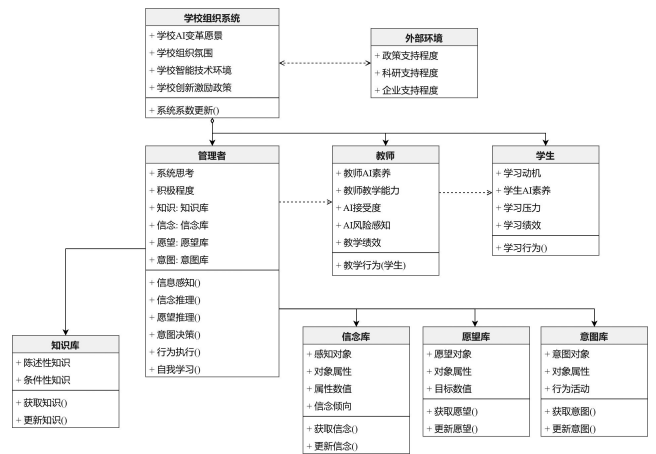 学校组织系统
+ 学校AI变革愿景
+ 学校组织氛围
+ 学校智能技术环境
+ 学校创新激励政策
+ 系统系数更新()
外部环境
+ 政策支持程度
+ 科研支持程度
+ 企业支持程度
管理者
+ 系统思考
+ 积极程度
+ 知识: 知识库
+ 信念: 信念库
+ 愿望: 愿望库
+ 意图: 意图库
+ 信息感知()
+ 信念推理()
+ 愿望推理()
+ 意图决策()
+ 行为执行()
+ 自我学习()
教师
+ 教师AI素养
+ 教师教学能力
+ AI接受度
+ AI风险感知
+ 教学绩效
+ 教学行为(学生)
学生
+ 学习动机
+ 学生AI素养
+ 学习压力
+ 学习绩效
+ 学习行为()
知识库
+ 陈述性知识
+ 条件性知识
+ 获取知识()
+ 更新知识()
信念库
+ 感知对象
+ 对象属性
+ 属性数值
+ 信念倾向
+ 获取信念()
+ 更新信念()
愿望库
+ 愿望对象
+ 对象属性
+ 目标数值
+ 获取愿望()
+ 更新愿望()
意图库
+ 意图对象
+ 对象属性
+ 行为活动
+ 获取意图()
+ 更新意图()